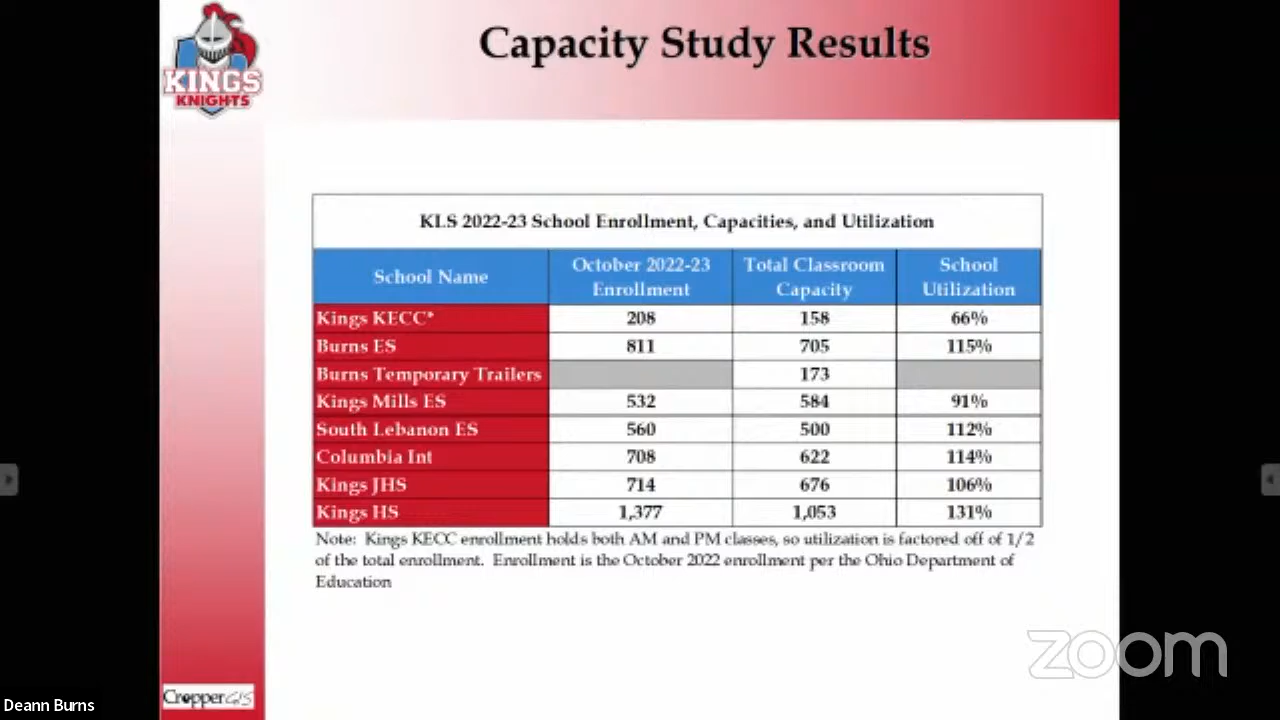 KINGS
KNIGHTS
Capacity Study Results
KLS 2022-23 School Enrollment, Capacities, and Utilization
School Name
October 2022-23 Enrollment
Total Classroom Capacity
School Utilization
Kings KECC* 208 158 66%
Burns ES 811 705 115%
Burns Temporary Trailers 173
Kings Mills ES 532 584 91%
South Lebanon ES 560 500 112%
Columbia Int 708 622 114%
Kings JHS 714 676 106%
Kings HS 1,377 1,053 131%
Note: Kings KECC enrollment holds both AM and PM classes, so utilization is factored off of 1/2
of the total enrollment. Enrollment is the October 2022 enrollment per the Ohio Department of
Education
zoom
CropperGIS
Deann Burns